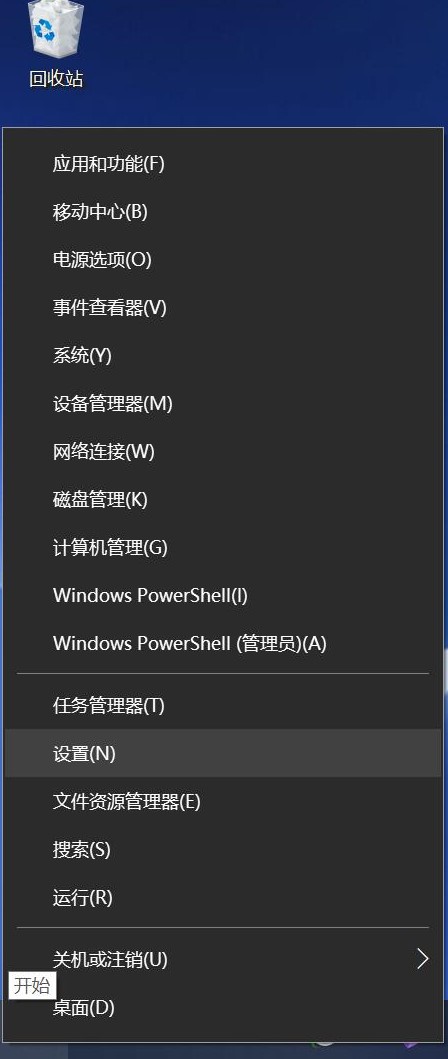 回收站
应用和功能(F)
移动中心(B)
电源选项(O)
事件查看器(V)
系统(Y)
设备管理器(M)
网络连接(W)
磁盘管理(K)
计算机管理(G)
Windows PowerShell(I)
Windows PowerShell (管理员)(A)
任务管理器(T)
设置(N)
文件资源管理器(E)
搜索(S)
运行(R)
关机或注销(U)
开始
桌面(D)